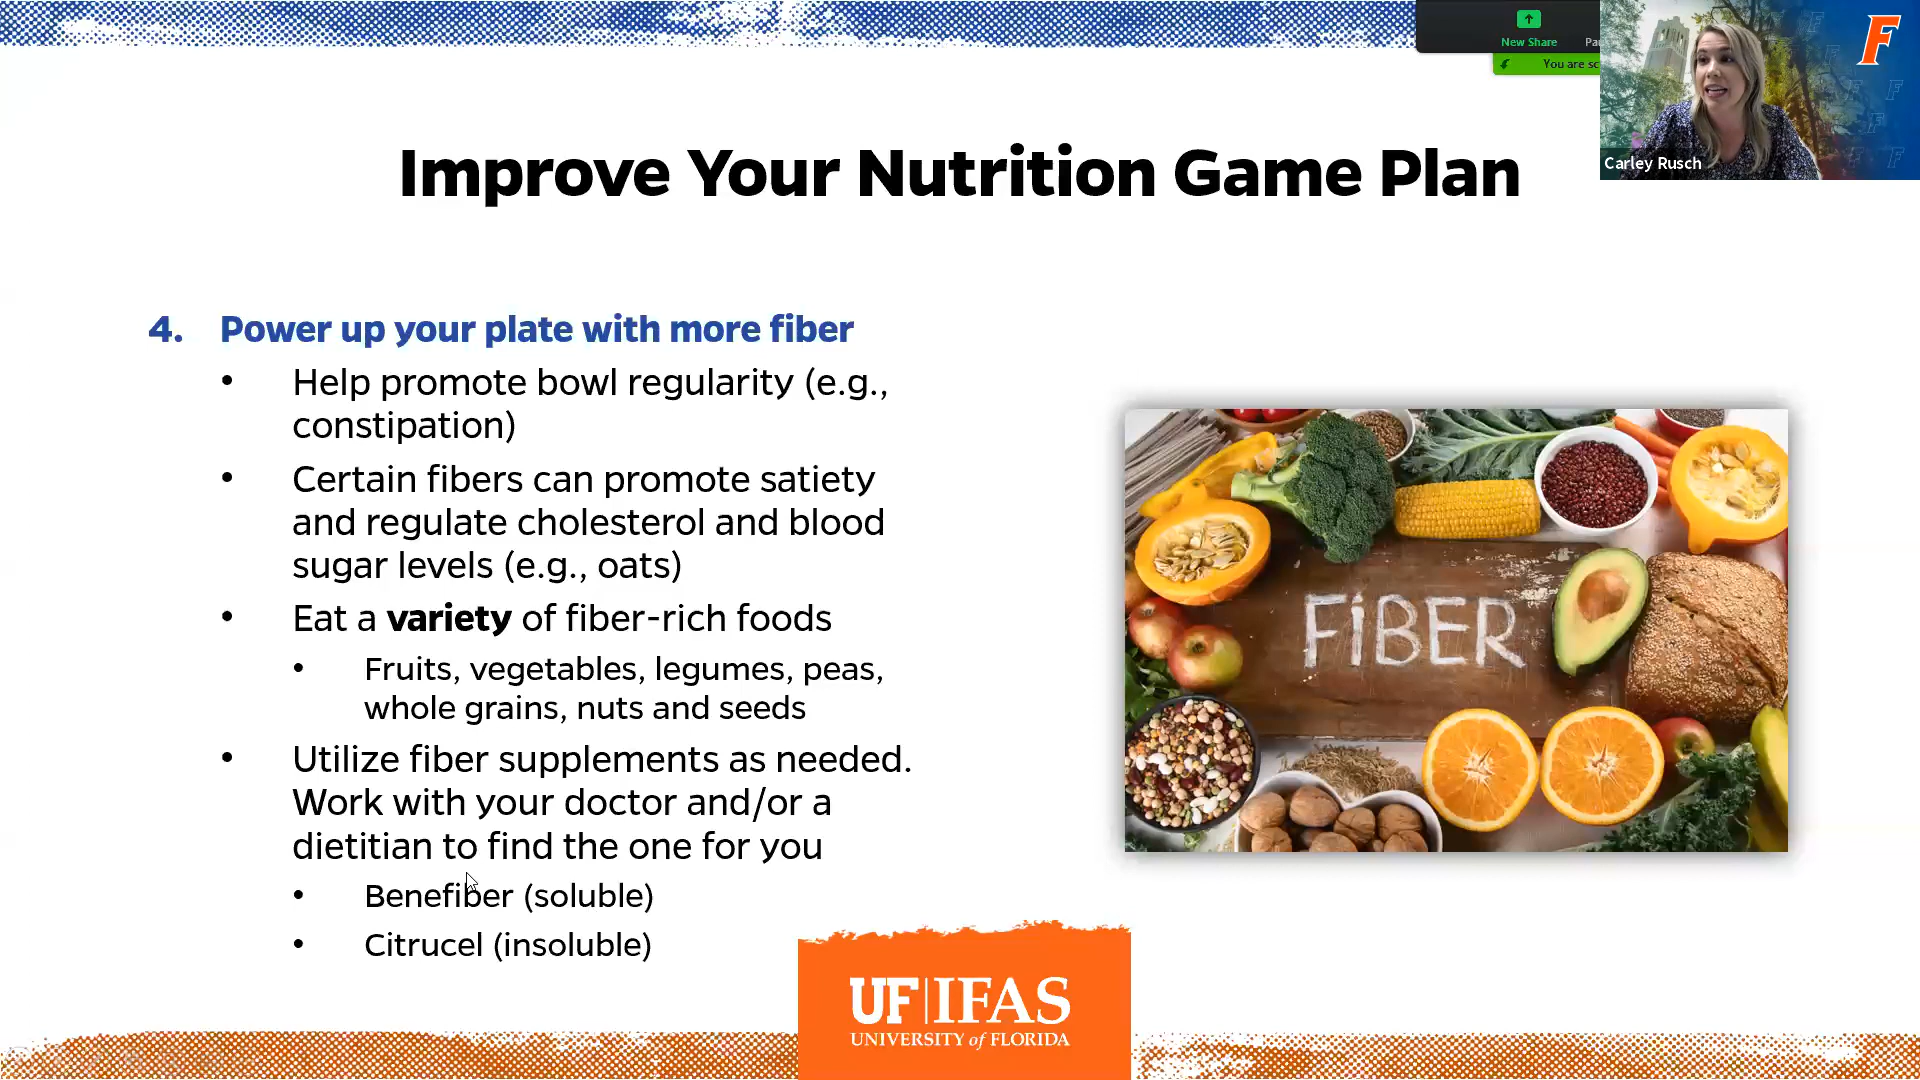 New Share
You are sc
F
Carley Rusch
Improve Your Nutrition Game Plan
4. Power up your plate with more fiber
• Help promote bowl regularity (e.g.,
constipation)
• Certain fibers can promote satiety
and regulate cholesterol and blood
sugar levels (e.g., oats)
• Eat a variety of fiber-rich foods
• Fruits, vegetables, legumes, peas,
whole grains, nuts and seeds
• Utilize fiber supplements as needed.
Work with your doctor and/or a
dietitian to find the one for you
• Benefiber (soluble)
• Citrucel (insoluble)
FiBER
UF|IFAS
UNIVERSITY of FLORIDA